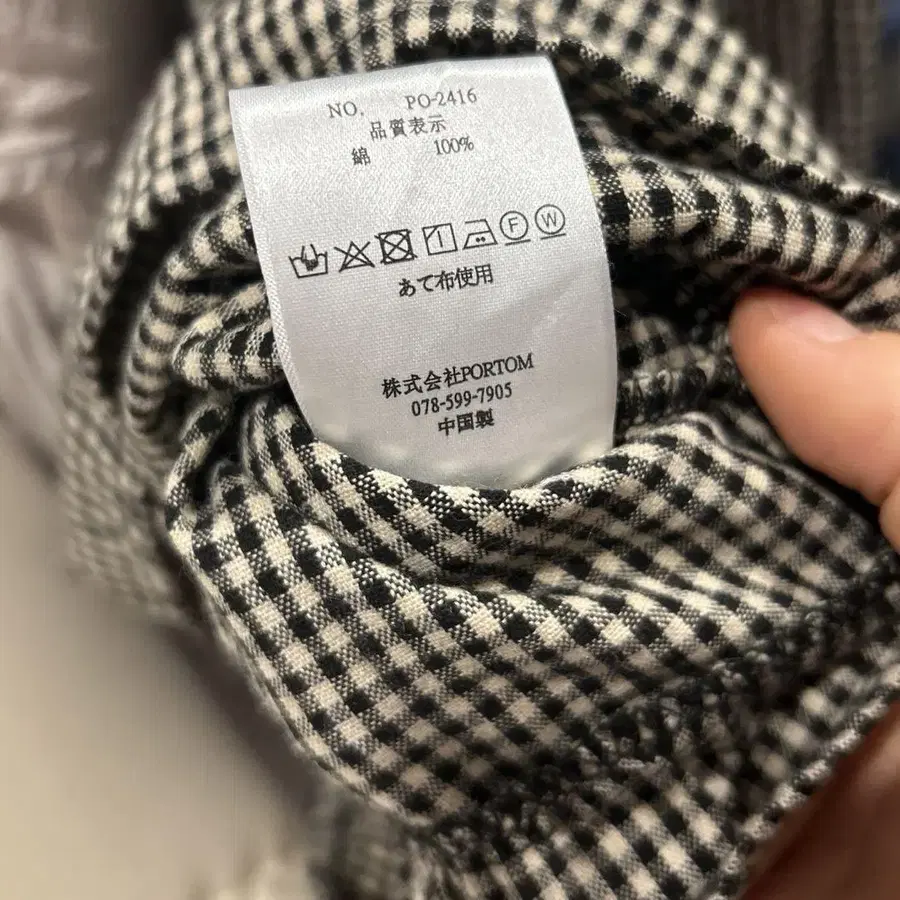 NO. PO-2416
品質表示
綿 100%
F W
あて布使用
株式会社PORTOM
078-599-7905
中国製